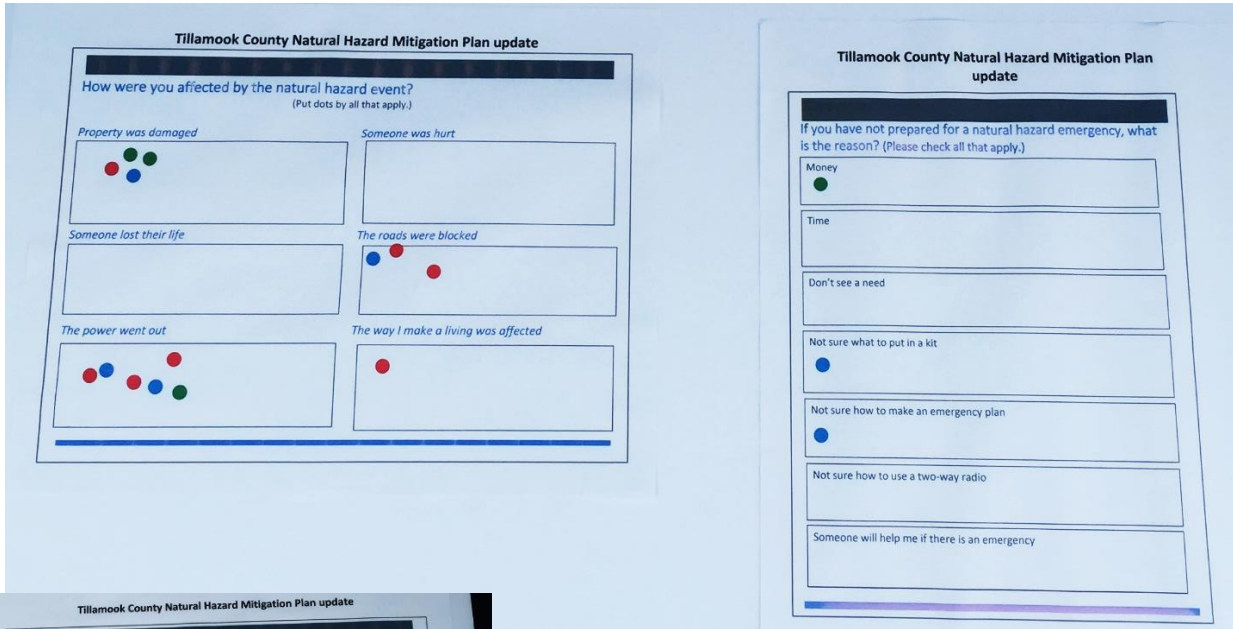 Tillamook County Natural Hazard Mitigation Plan update
How were you affected by the natural hazard event?
(Put dots by all that apply.)
Property was damaged
Someone was hurt
Someone lost their life
The roads were blocked
The power went out
The way I make a living was affected
Tillamook County Natural Hazard Mitigation Plan
update
If you have not prepared for a natural hazard emergency, what
is the reason? (Please check all that apply.)
Money
Time
Don't see a need
Not sure what to put in a kit
Not sure how to make an emergency plan
Not sure how to use a two-way radio
Someone will help me if there is an emergency
Tillamook County Natural Hazard Mitigation Plan update